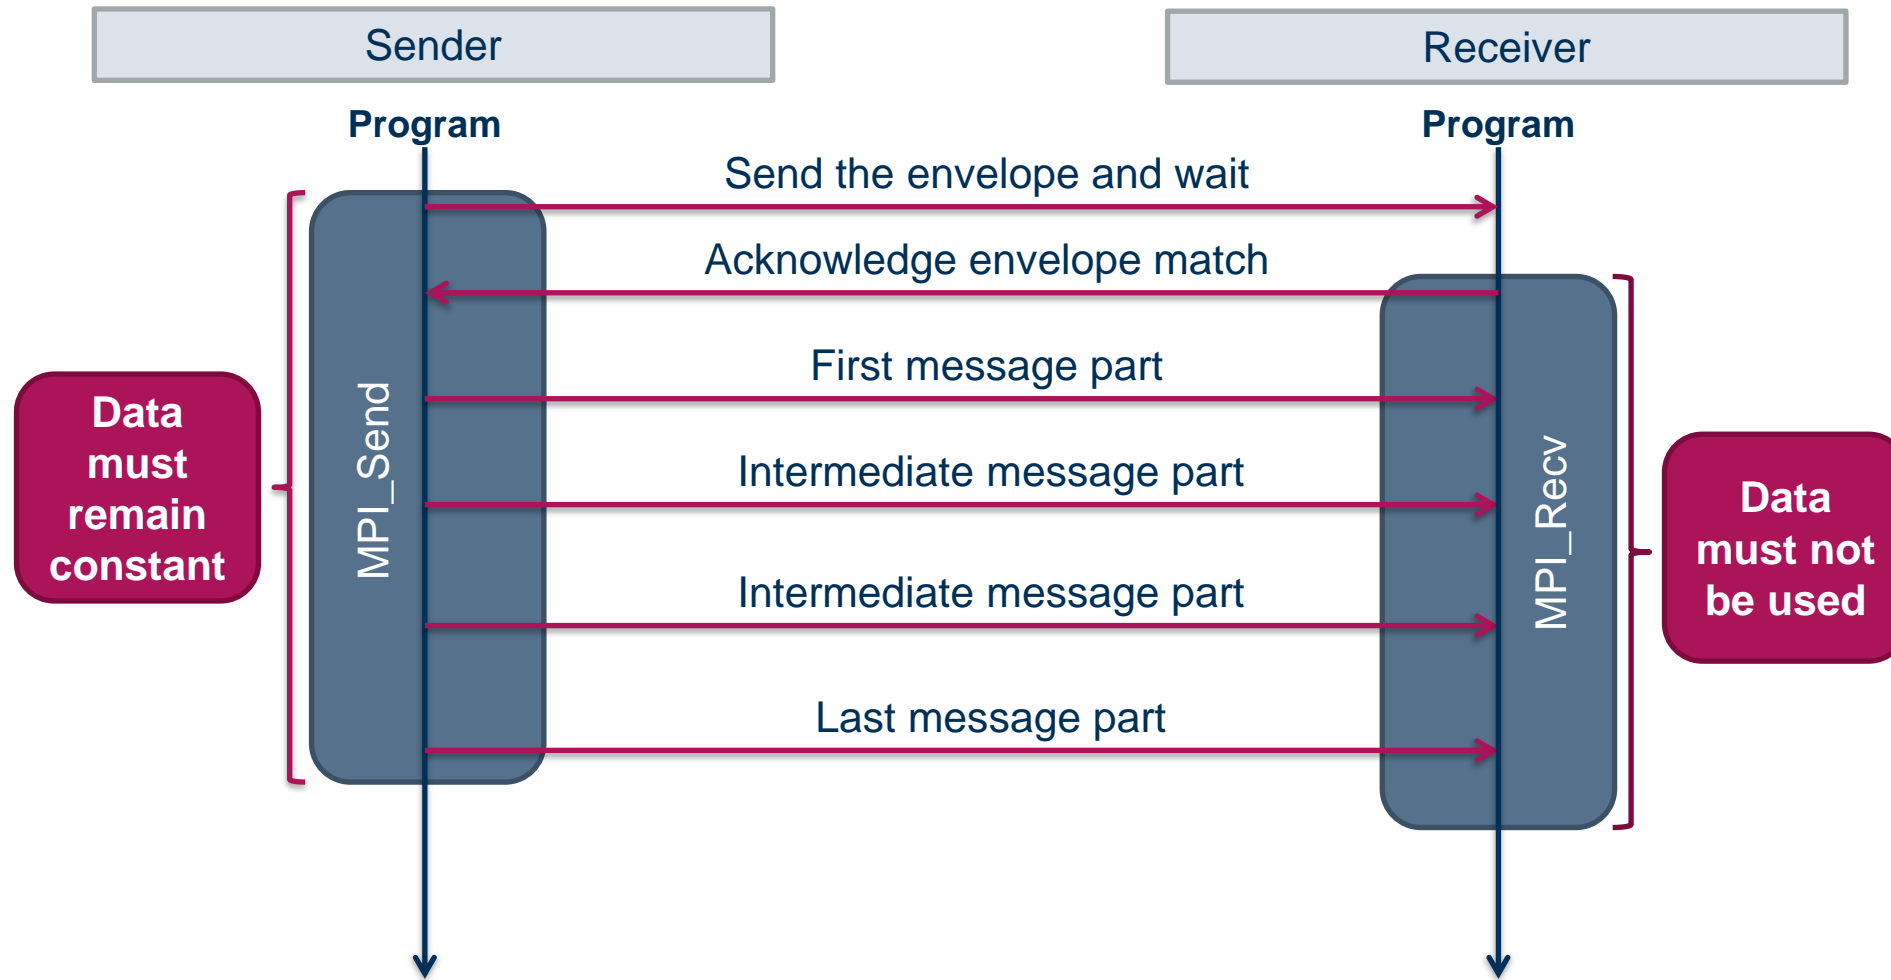 Sender
Receiver
Program
Program
Send the envelope and wait
Acknowledge envelope match
First message part
Data
must
remain
constant
MPI_Send
Intermediate message part
MPI_Recv
Data
must not
be used
Intermediate message part
Last message part